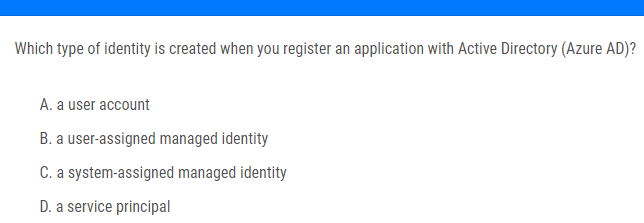 Which type of identity is created when you register an application with Active Directory (Azure AD)?
A. a user account
B. a user-assigned managed identity
C. a system-assigned managed identity
D. a service principal